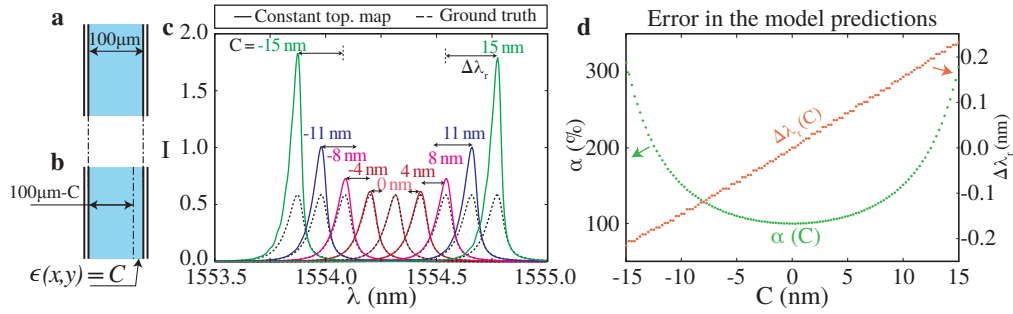 a
100μm
b
100μm-C
ϵ(x,y) = C
Constant top. map
Ground truth
c
C = -15 nm
15 nm
Δλr
-11 nm
11 nm
-8 nm
8 nm
-4 nm
4 nm
0 nm
I
2.0
1.5
1.0
0.5
0.0
1553.5
1554.0
1554.5
1555.0
λ (nm)
d
Error in the model predictions
α (%)
300
200
100
Δλr(C)
α (C)
0.2
0.1
0.0
-0.1
-0.2
Δλr(nm)
-15
-10
-5
0
5
10
15
C (nm)